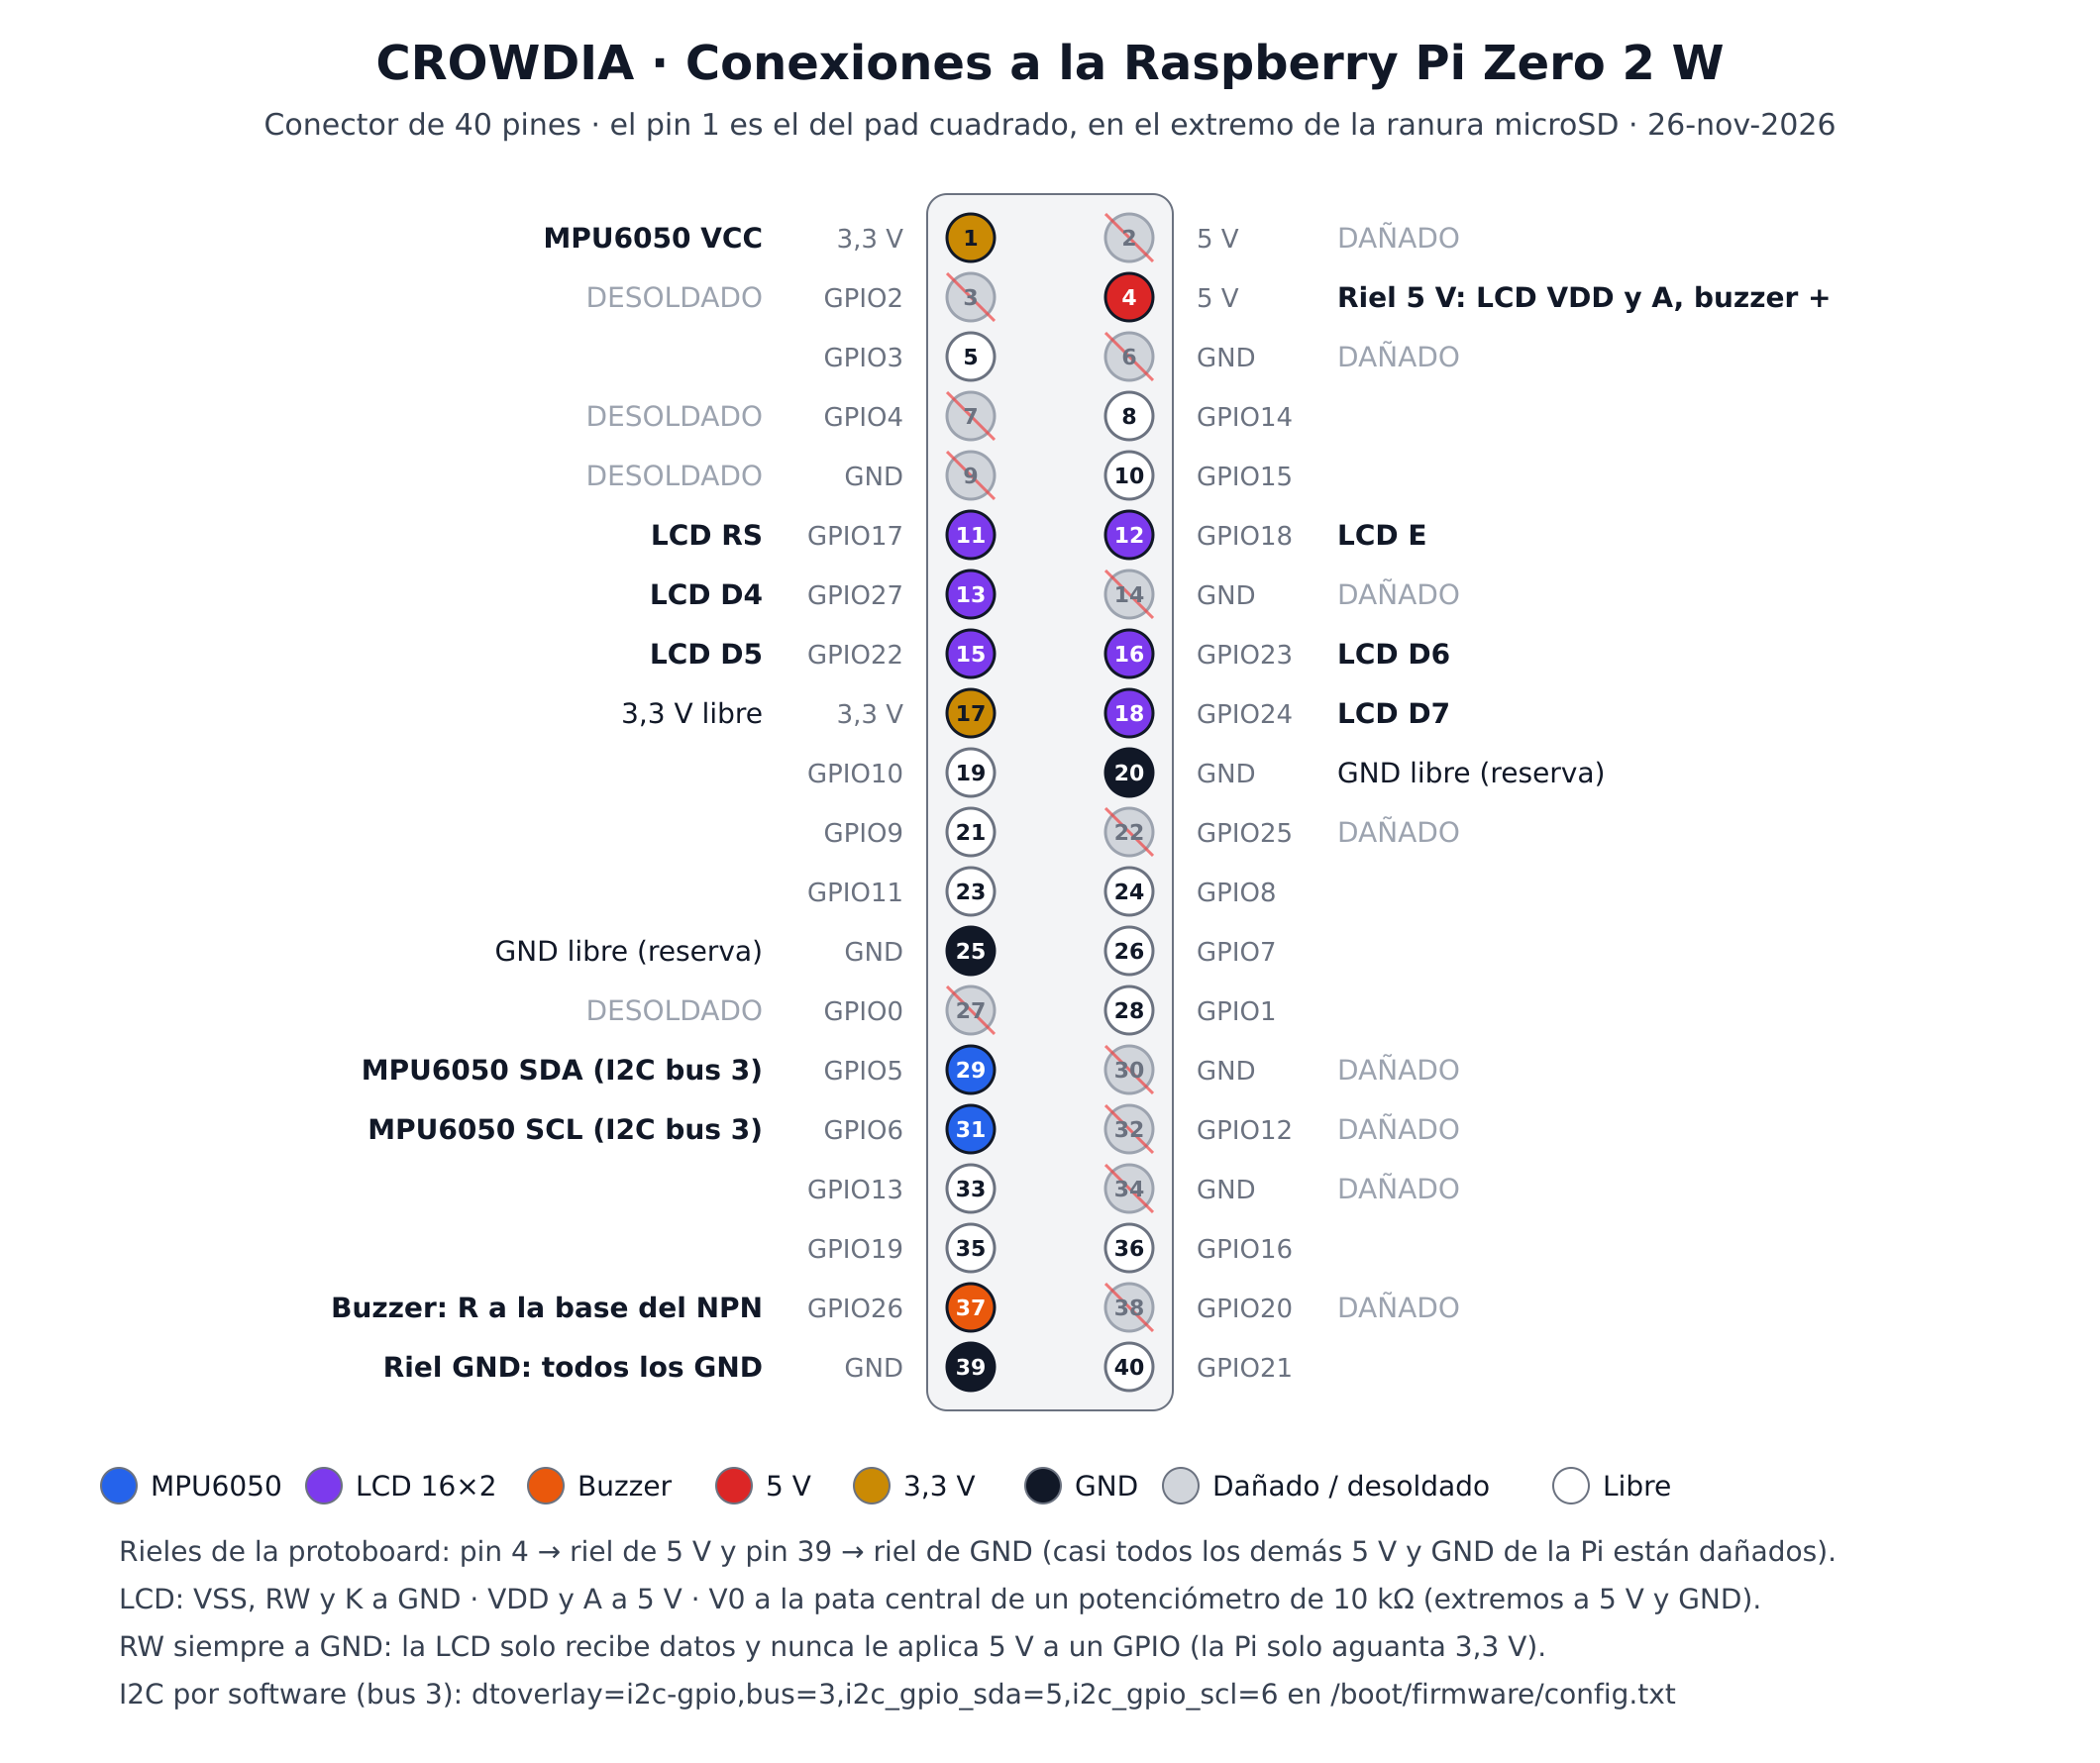 CROWDIA · Conexiones a la Raspberry Pi Zero 2 W
Conector de 40 pines · el pin 1 es el del pad cuadrado, en el extremo de la ranura microSD · 26-nov-2026
MPU6050 VCC 3,3 V 1 2 5 V DAÑADO
DESOLDADO GPIO2 3 4 5 V Riel 5 V: LCD VDD y A, buzzer +
GPIO3 5 6 GND DAÑADO
DESOLDADO GPIO4 7 8 GPIO14
DESOLDADO GND 9 10 GPIO15
LCD RS GPIO17 11 12 GPIO18 LCD E
LCD D4 GPIO27 13 14 GND DAÑADO
LCD D5 GPIO22 15 16 GPIO23 LCD D6
3,3 V libre 3,3 V 17 18 GPIO24 LCD D7
GPIO10 19 20 GND GND libre (reserva)
GPIO9 21 22 GPIO25 DAÑADO
GPIO11 23 24 GPIO8
GND libre (reserva) GND 25 26 GPIO7
DESOLDADO GPIO0 27 28 GPIO1
MPU6050 SDA (I2C bus 3) GPIO5 29 30 GND DAÑADO
MPU6050 SCL (I2C bus 3) GPIO6 31 32 GPIO12 DAÑADO
GPIO13 33 34 GND DAÑADO
GPIO19 35 36 GPIO16
Buzzer: R a la base del NPN GPIO26 37 38 GPIO20 DAÑADO
Riel GND: todos los GND GND 39 40 GPIO21
MPU6050 LCD 16×2 Buzzer 5 V 3,3 V GND Dañado / desoldado Libre
Rieles de la protoboard: pin 4 → riel de 5 V y pin 39 → riel de GND (casi todos los demás 5 V y GND de la Pi están dañados).
LCD: VSS, RW y K a GND · VDD y A a 5 V · V0 a la pata central de un potenciómetro de 10 kΩ (extremos a 5 V y GND).
RW siempre a GND: la LCD solo recibe datos y nunca le aplica 5 V a un GPIO (la Pi solo aguanta 3,3 V).
I2C por software (bus 3): dtoverlay=i2c-gpio,bus=3,i2c_gpio_sda=5,i2c_gpio_scl=6 en /boot/firmware/config.txt